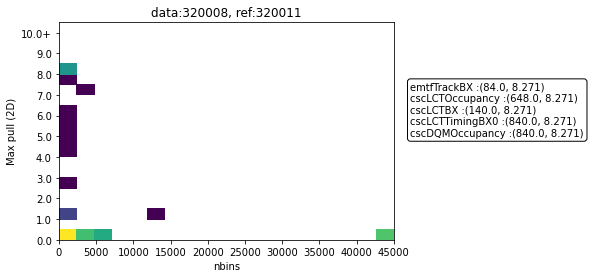 data:320008, ref:320011
Max pull (2D)
10.0+
9.0
8.0
7.0
6.0
5.0
4.0
3.0
2.0
1.0
0.0
0 5000 10000 15000 20000 25000 30000 35000 40000 45000
nbins
emtfTrackBX :(84.0, 8.271)
cscLCTOccupancy :(648.0, 8.271)
cscLCTBX :(140.0, 8.271)
cscLCTTimingBX0 :(840.0, 8.271)
cscDQMOccupancy :(840.0, 8.271)